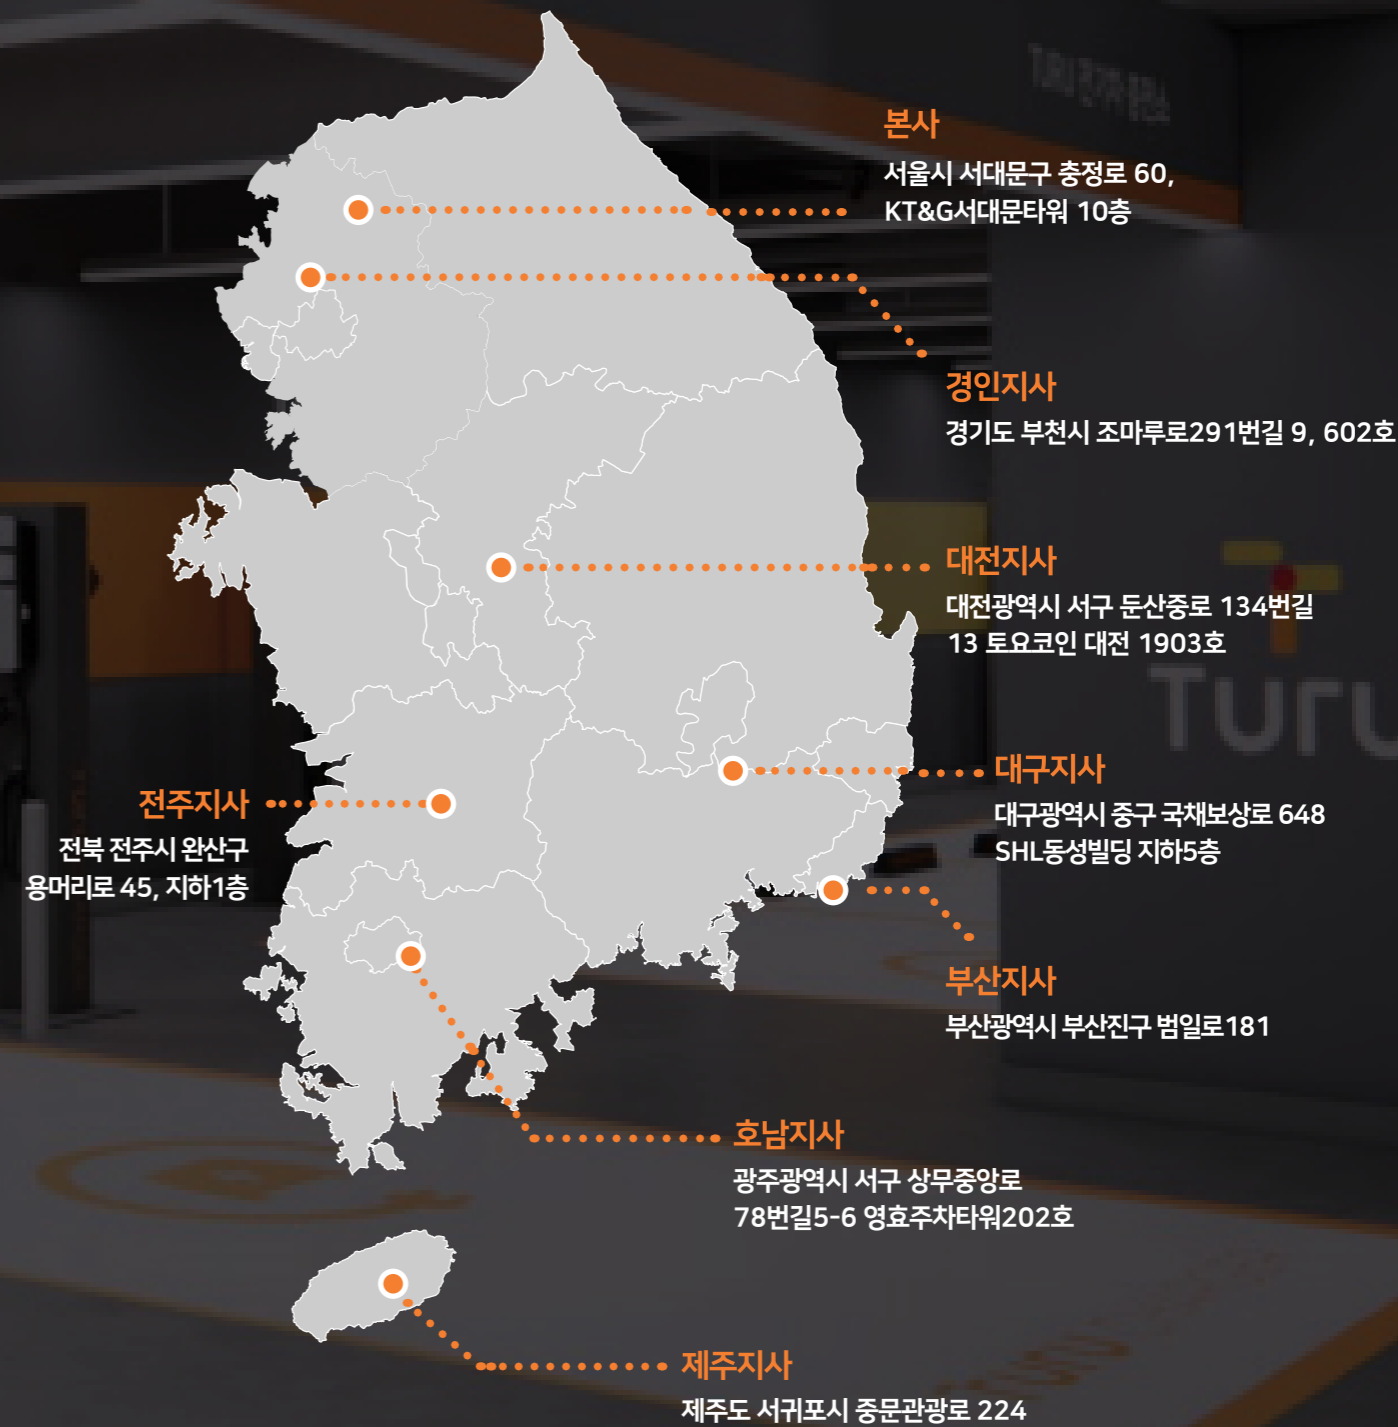 본사
서울시 서대문구 충정로 60,
KT&G서대문타워 10층
경인지사
경기도 부천시 조마루로291번길 9, 602호
대전지사
대전광역시 서구 둔산중로 134번길
13 토요코인 대전 1903호
Turu
대구지사
대구광역시 중구 국채보상로 648
SHL동성빌딩 지하5층
전주지사
전북 전주시 완산구
용머리로 45, 지하1층
부산지사
부산광역시 부산진구 범일로181
호남지사
광주광역시 서구 상무중앙로
78번길5-6 영효주차타워202호
제주지사
제주도 서귀포시 중문관광로 224